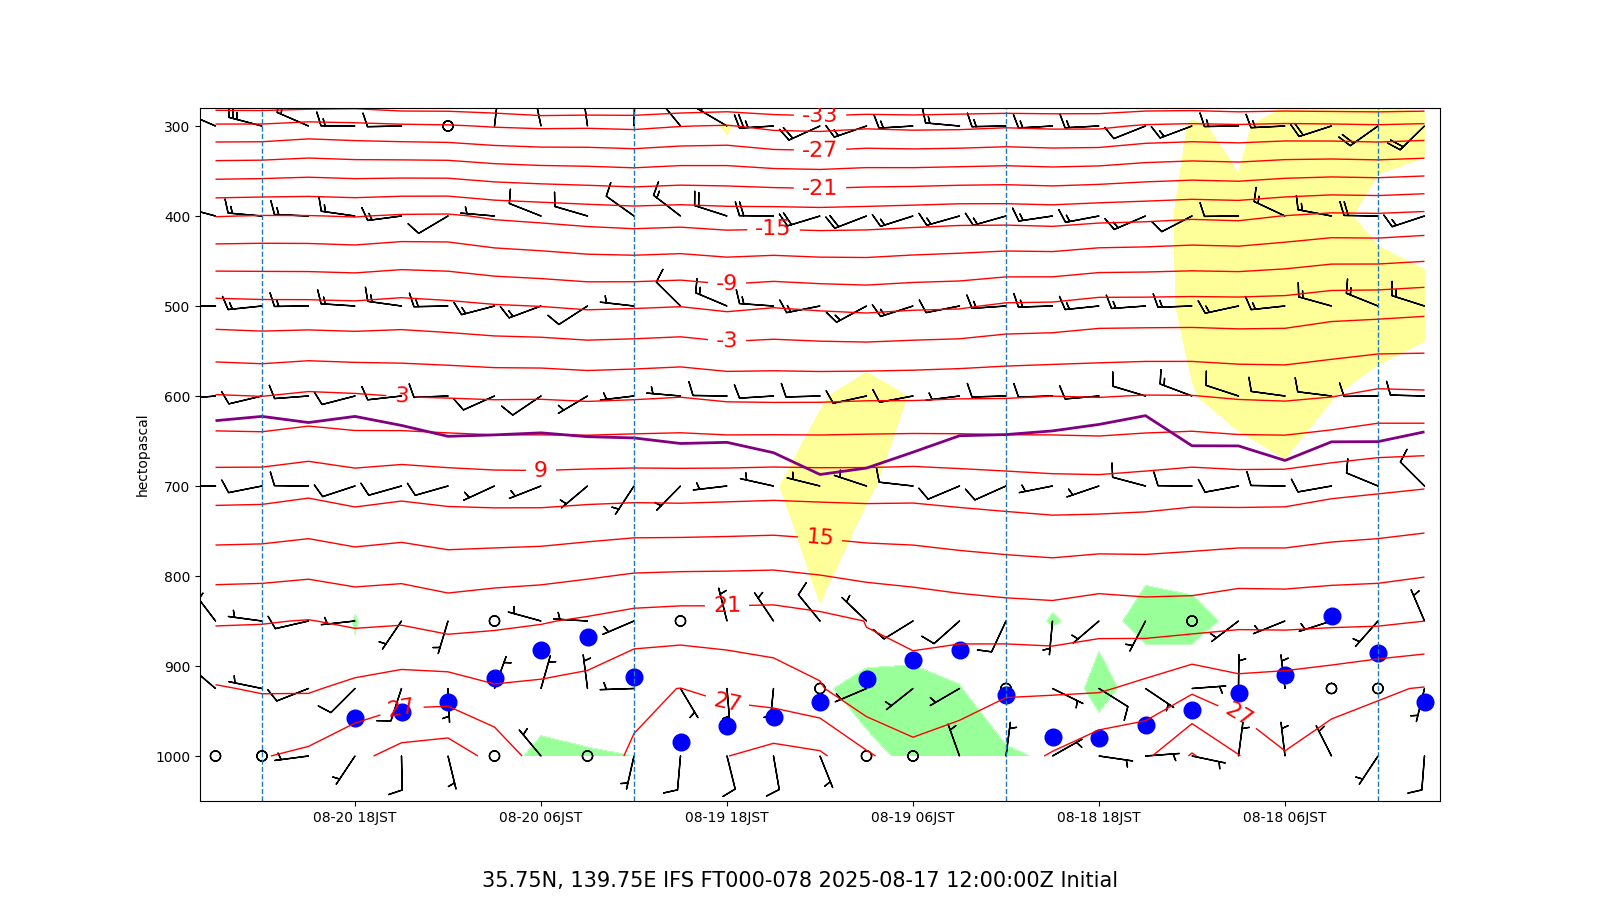 300
400
500
600
700
800
900
1000
hectopascal
-33
-27
-21
-15
-9
-3
3
9
15
21
27
27
27
08-20 18JST
08-20 06JST
08-19 18JST
08-19 06JST
08-18 18JST
08-18 06JST
35.75N, 139.75E IFS FT000-078 2025-08-17 12:00:00Z Initial